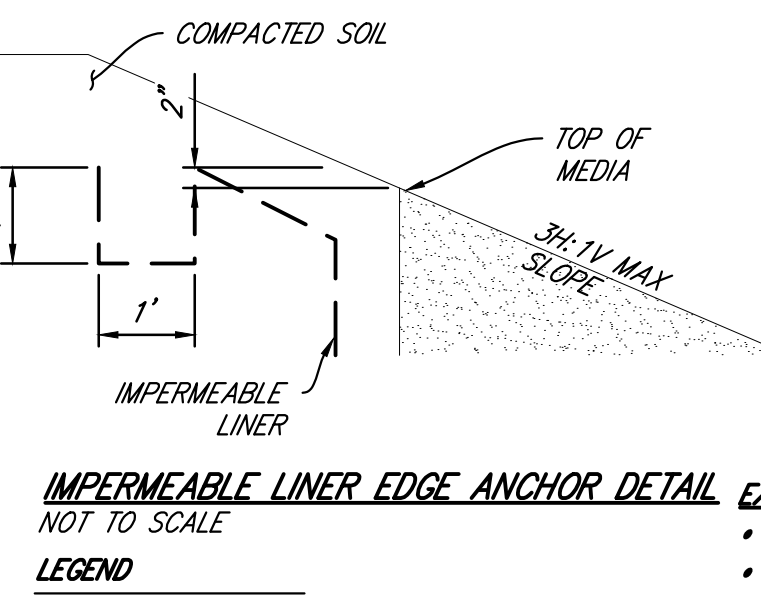 COMPACTED SOIL
2"
TOP OF
MEDIA
3H:1V MAX
SLOPE
1'
IMPERMEABLE
LINER
IMPERMEABLE LINER EDGE ANCHOR DETAIL
NOT TO SCALE
LEGEND